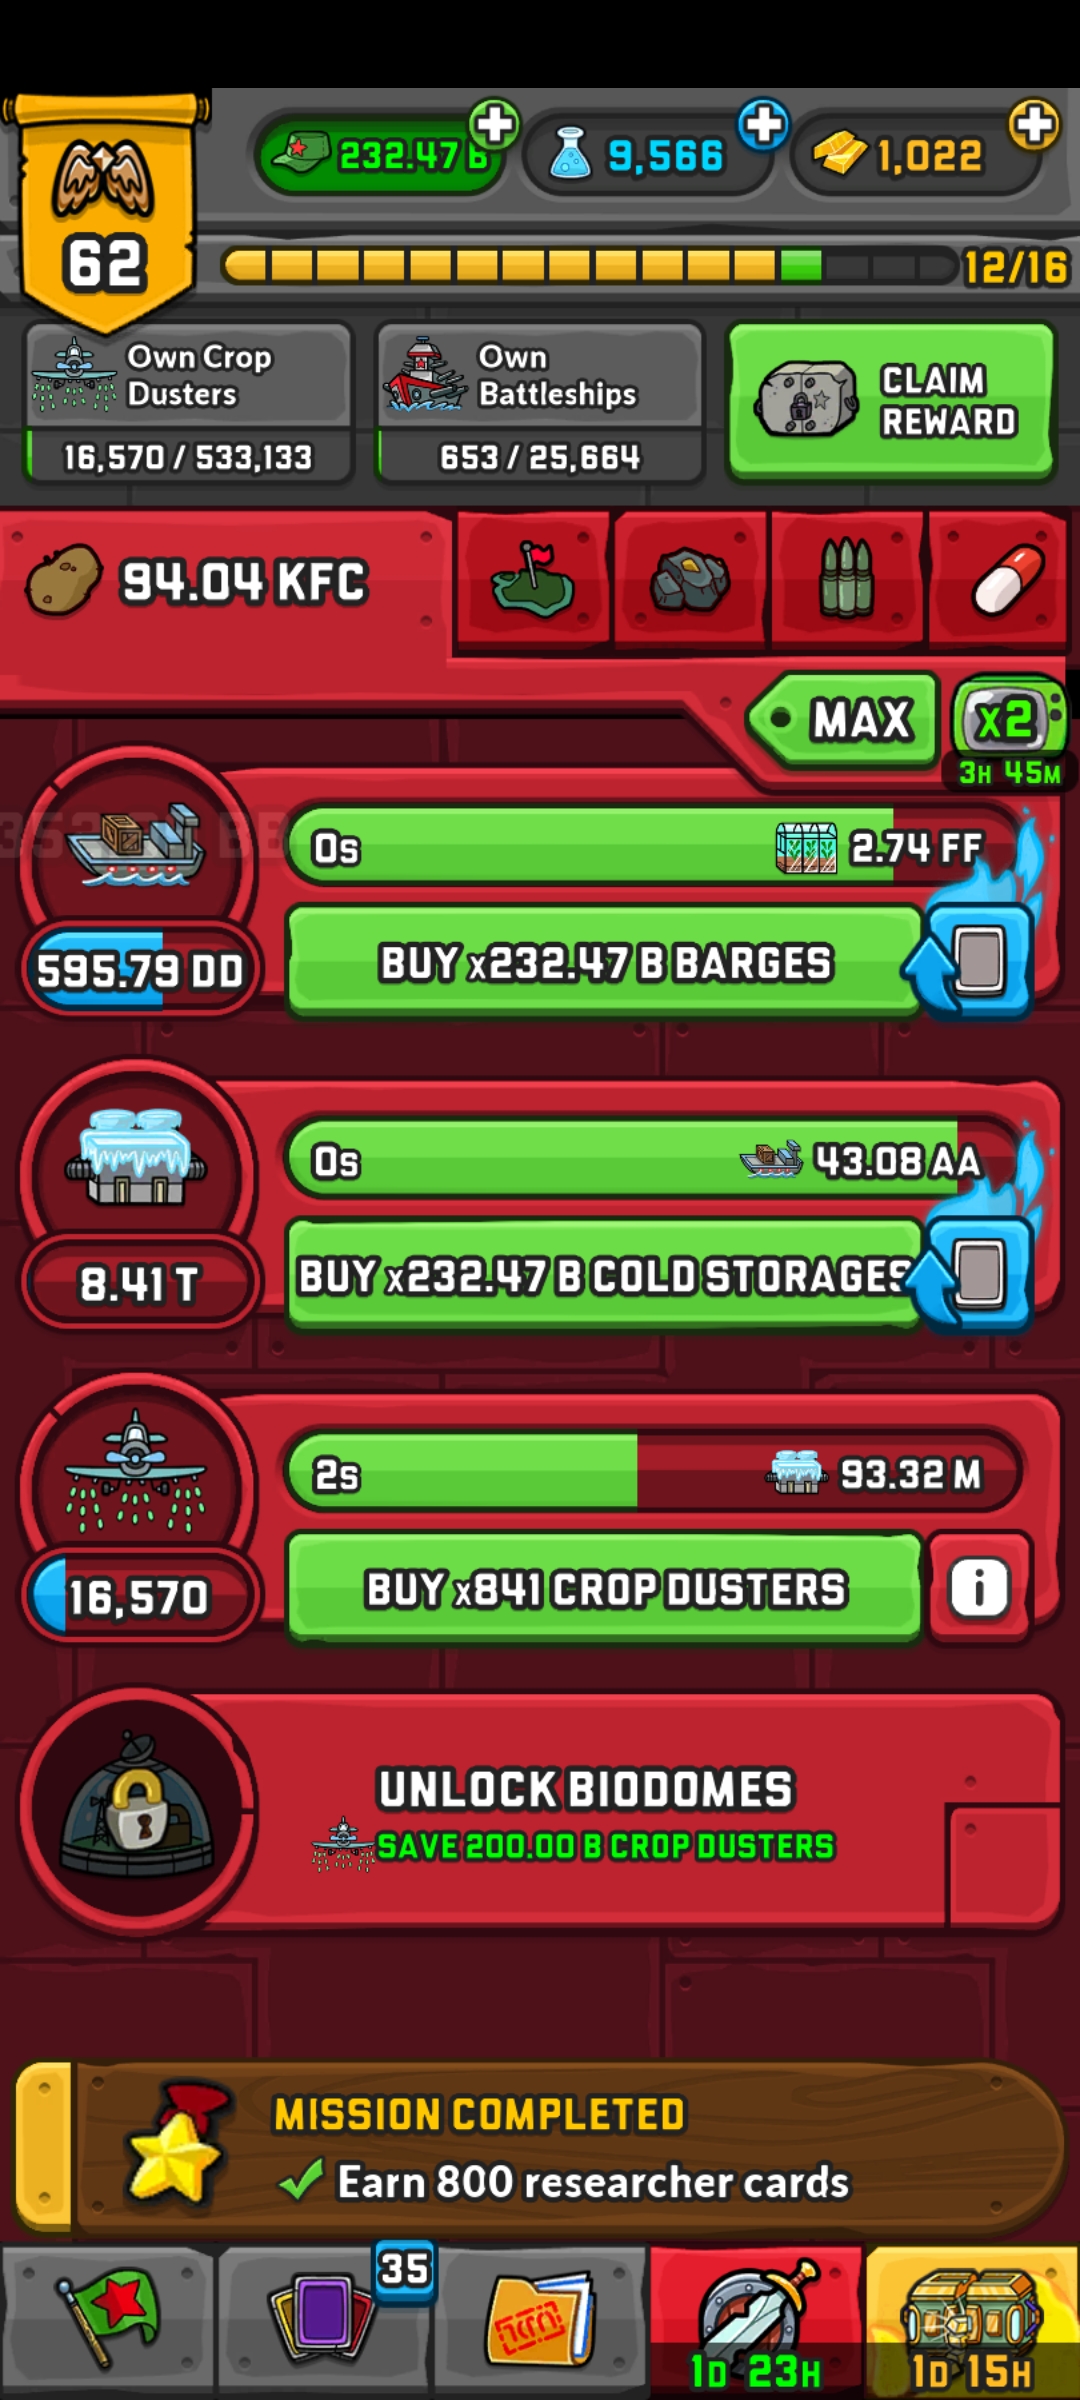 62
232.47 B
9,566
1,022
12/16
Own Crop
Dusters
16,570 / 533,133
Own
Battleships
653 / 25,664
CLAIM
REWARD
94.04 KFC
MAX
x2
3H 45M
0s
2.74 FF
595.79 DD
BUY x232.47 B BARGES
0s
43.08 AA
8.41 T
BUY x232.47 B COLD STORAGES
2s
93.32 M
16,570
BUY x841 CROP DUSTERS
i
UNLOCK BIODOMES
SAVE 200.00 B CROP DUSTERS
MISSION COMPLETED
Earn 800 researcher cards
35
1D 23H
1D 15H